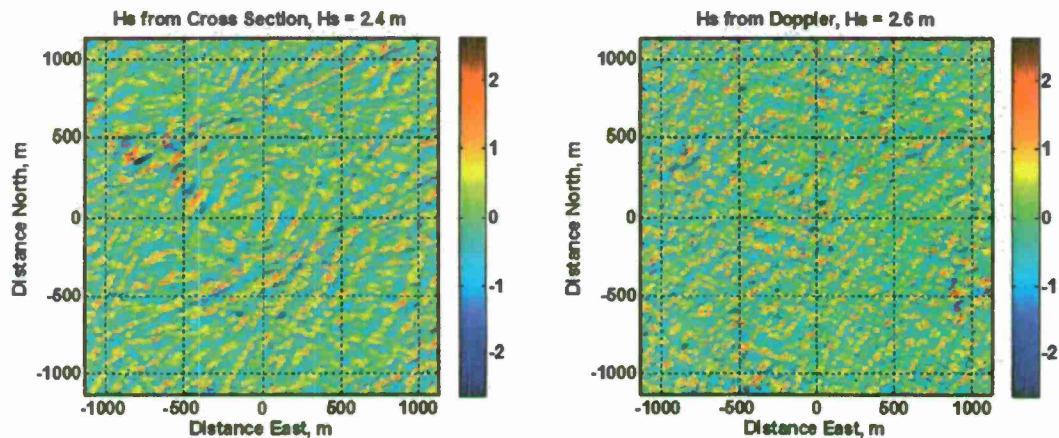 Hs from Cross Section, Hs = 2.4 m
Distance North, m
1000
500
0
-500
-1000
-1000 -500 0 500 1000
Distance East, m
2
1
0
-1
-2
Hs from Doppler, Hs = 2.6 m
Distance North, m
1000
500
0
-500
-1000
-1000 -500 0 500 1000
Distance East, m
2
1
0
-1
-2